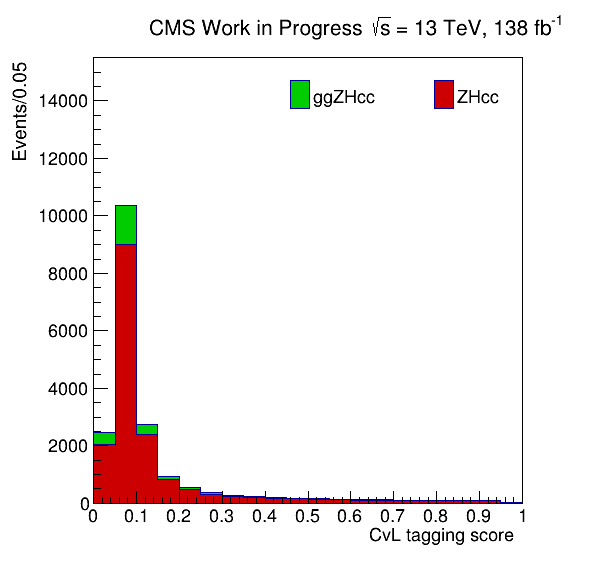 CMS Work in Progress √s = 13 TeV, 138 fb⁻¹
Events/0.05
ggZHcc ZHcc
14000
12000
10000
8000
6000
4000
2000
0
0 0.1 0.2 0.3 0.4 0.5 0.6 0.7 0.8 0.9 1
CvL tagging score